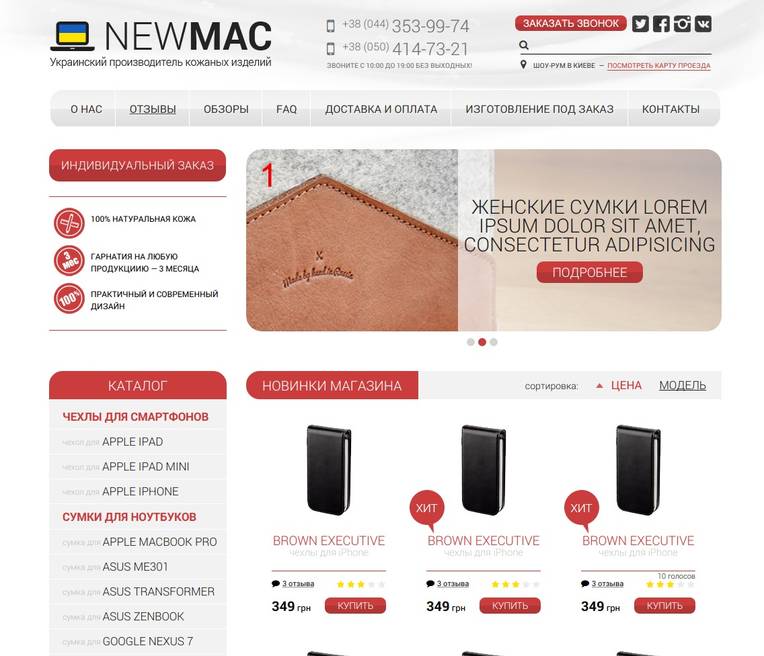 NEWMAC
Украинский производитель кожаных изделий
+38 (044) 353-99-74
+38 (050) 414-73-21
ЗВОНИТЕ С 10:00 ДО 19:00 БЕЗ ВЫХОДНЫХ!
ЗАКАЗАТЬ ЗВОНОК
ШОУ-РУМ В КИЕВЕ — ПОСМОТРЕТЬ КАРТУ ПРОЕЗДА
О НАС ОТЗЫВЫ ОБЗОРЫ FAQ ДОСТАВКА И ОПЛАТА ИЗГОТОВЛЕНИЕ ПОД ЗАКАЗ КОНТАКТЫ
ИНДИВИДУАЛЬНЫЙ ЗАКАЗ
100% НАТУРАЛЬНАЯ КОЖА
3 мес
ГАРНАТИЯ НА ЛЮБУЮ
ПРОДУКЦИИЮ — 3 МЕСЯЦА
100%
ПРАКТИЧНЫЙ И СОВРЕМЕННЫЙ
ДИЗАЙН
1
Made by hand in Russia
ЖЕНСКИЕ СУМКИ LOREM
IPSUM DOLOR SIT AMET,
CONSECTETUR ADIPISICING
ПОДРОБНЕЕ
КАТАЛОГ
ЧЕХЛЫ ДЛЯ СМАРТФОНОВ
чехол для APPLE IPAD
чехол для APPLE IPAD MINI
чехол для APPLE IPHONE
СУМКИ ДЛЯ НОУТБУКОВ
сумка для APPLE MACBOOK PRO
сумка для ASUS ME301
сумка для ASUS TRANSFORMER
сумка для ASUS ZENBOOK
сумка для GOOGLE NEXUS 7
НОВИНКИ МАГАЗИНА
сортировка: ЦЕНА МОДЕЛЬ
ХИТ ХИТ
BROWN EXECUTIVE BROWN EXECUTIVE BROWN EXECUTIVE
чехлы для iPhone чехлы для iPhone чехлы для iPhone
10 голосов
3 отзыва 3 отзыва 3 отзыва
349 грн КУПИТЬ 349 грн КУПИТЬ 349 грн КУПИТЬ